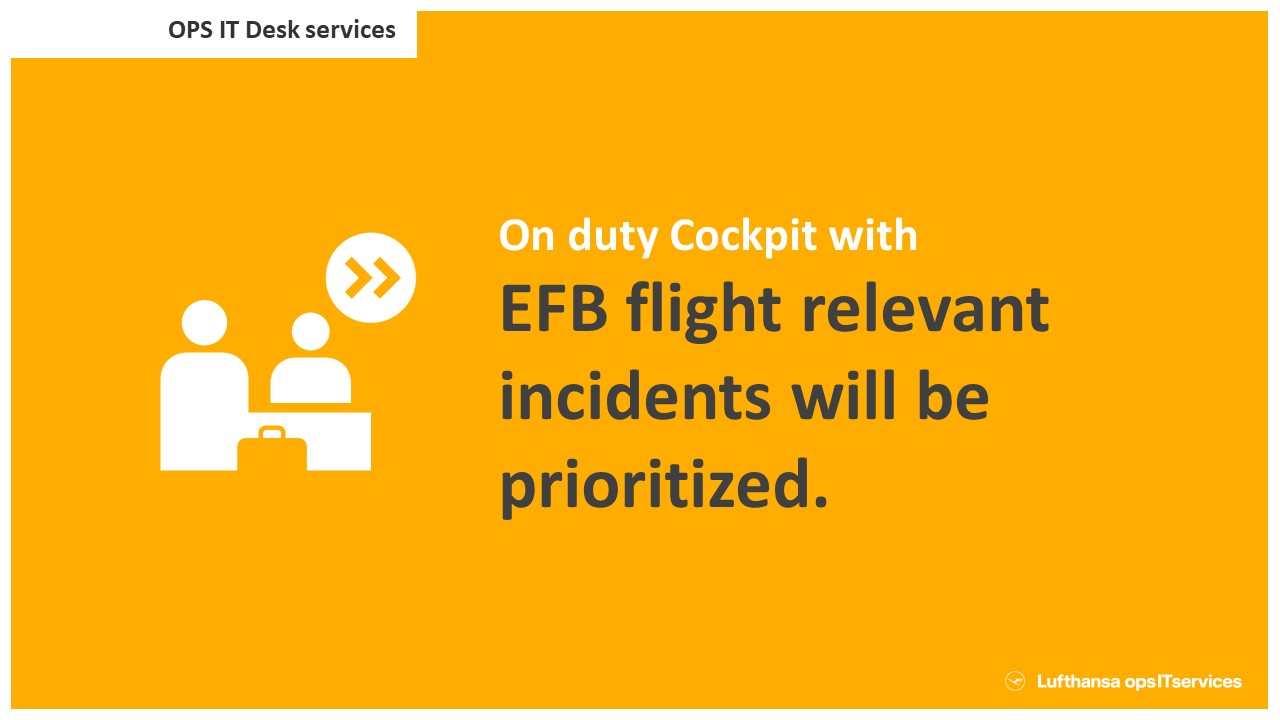 OPS IT Desk services
On duty Cockpit with
EFB flight relevant
incidents will be
prioritized.
Lufthansa opsITservices